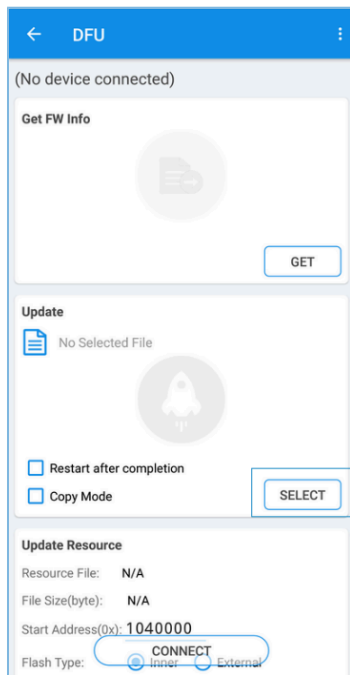 DFU
(No device connected)
Get FW Info
GET
Update
No Selected File
Restart after completion
Copy Mode
SELECT
Update Resource
Resource File: N/A
File Size(byte): N/A
Start Address(0x): 1040000
CONNECT
Flash Type: Inner External